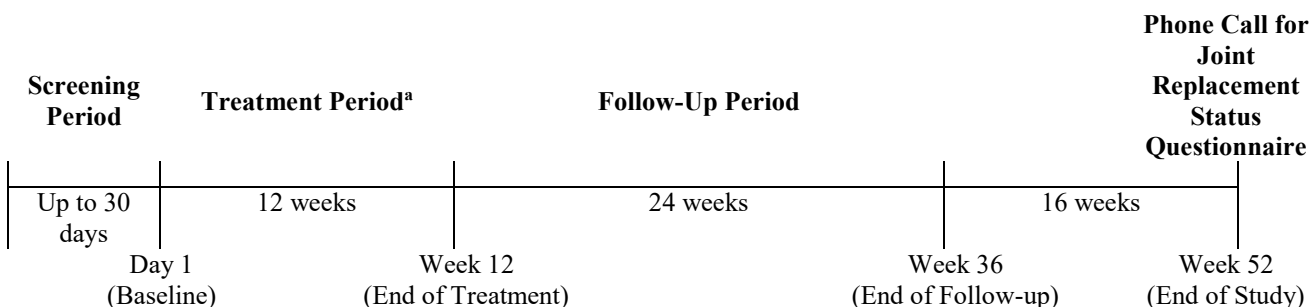 Phone Call for
Joint
Replacement
Status
Questionnaire
Screening
Period
Treatment Periodᵃ
Follow-Up Period
Up to 30
days
12 weeks
24 weeks
16 weeks
Day 1
(Baseline)
Week 12
(End of Treatment)
Week 36
(End of Follow-up)
Week 52
(End of Study)